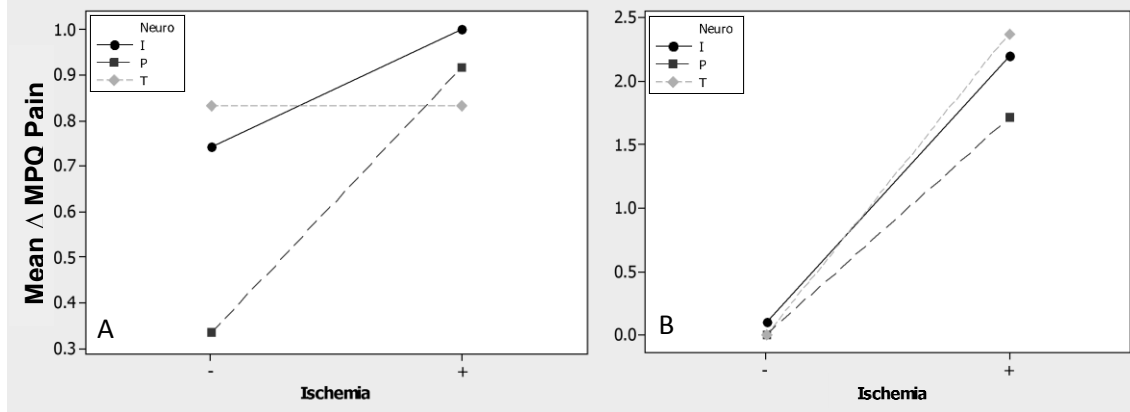 Mean Λ MPQ Pain
1.0
0.9
0.8
0.7
0.6
0.5
0.4
0.3
Neuro
I
P
T
A
-
+
Ischemia
2.5
2.0
1.5
1.0
0.5
0.0
Neuro
I
P
T
B
-
+
Ischemia